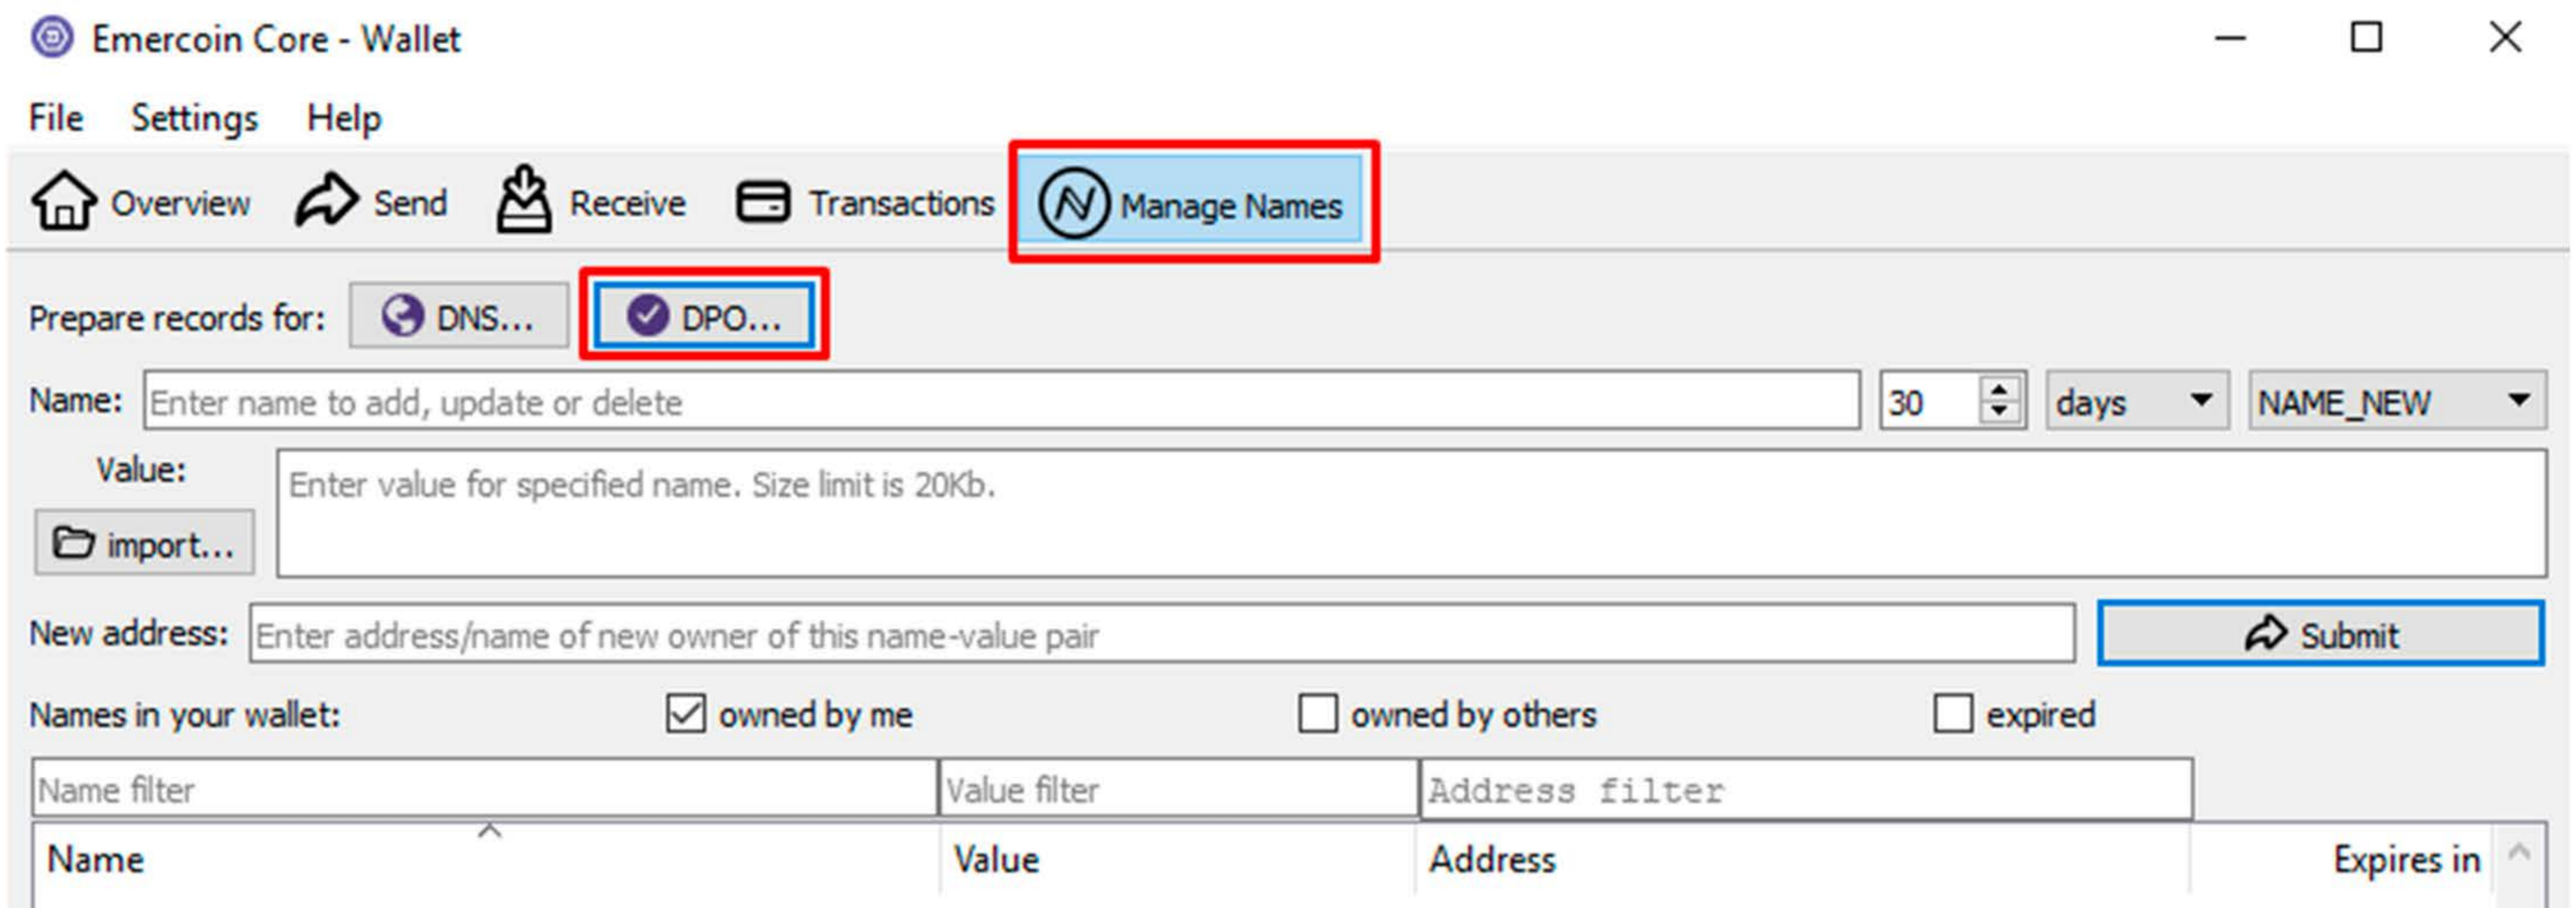 Emercoin Core - Wallet
File Settings Help
Overview Send Receive Transactions Manage Names
Prepare records for: DNS... DPO...
Name: Enter name to add, update or delete 30 days NAME_NEW
Value: Enter value for specified name. Size limit is 20Kb.
import...
New address: Enter address/name of new owner of this name-value pair Submit
Names in your wallet: owned by me owned by others expired
Name filter Value filter Address filter
Name Value Address Expires in